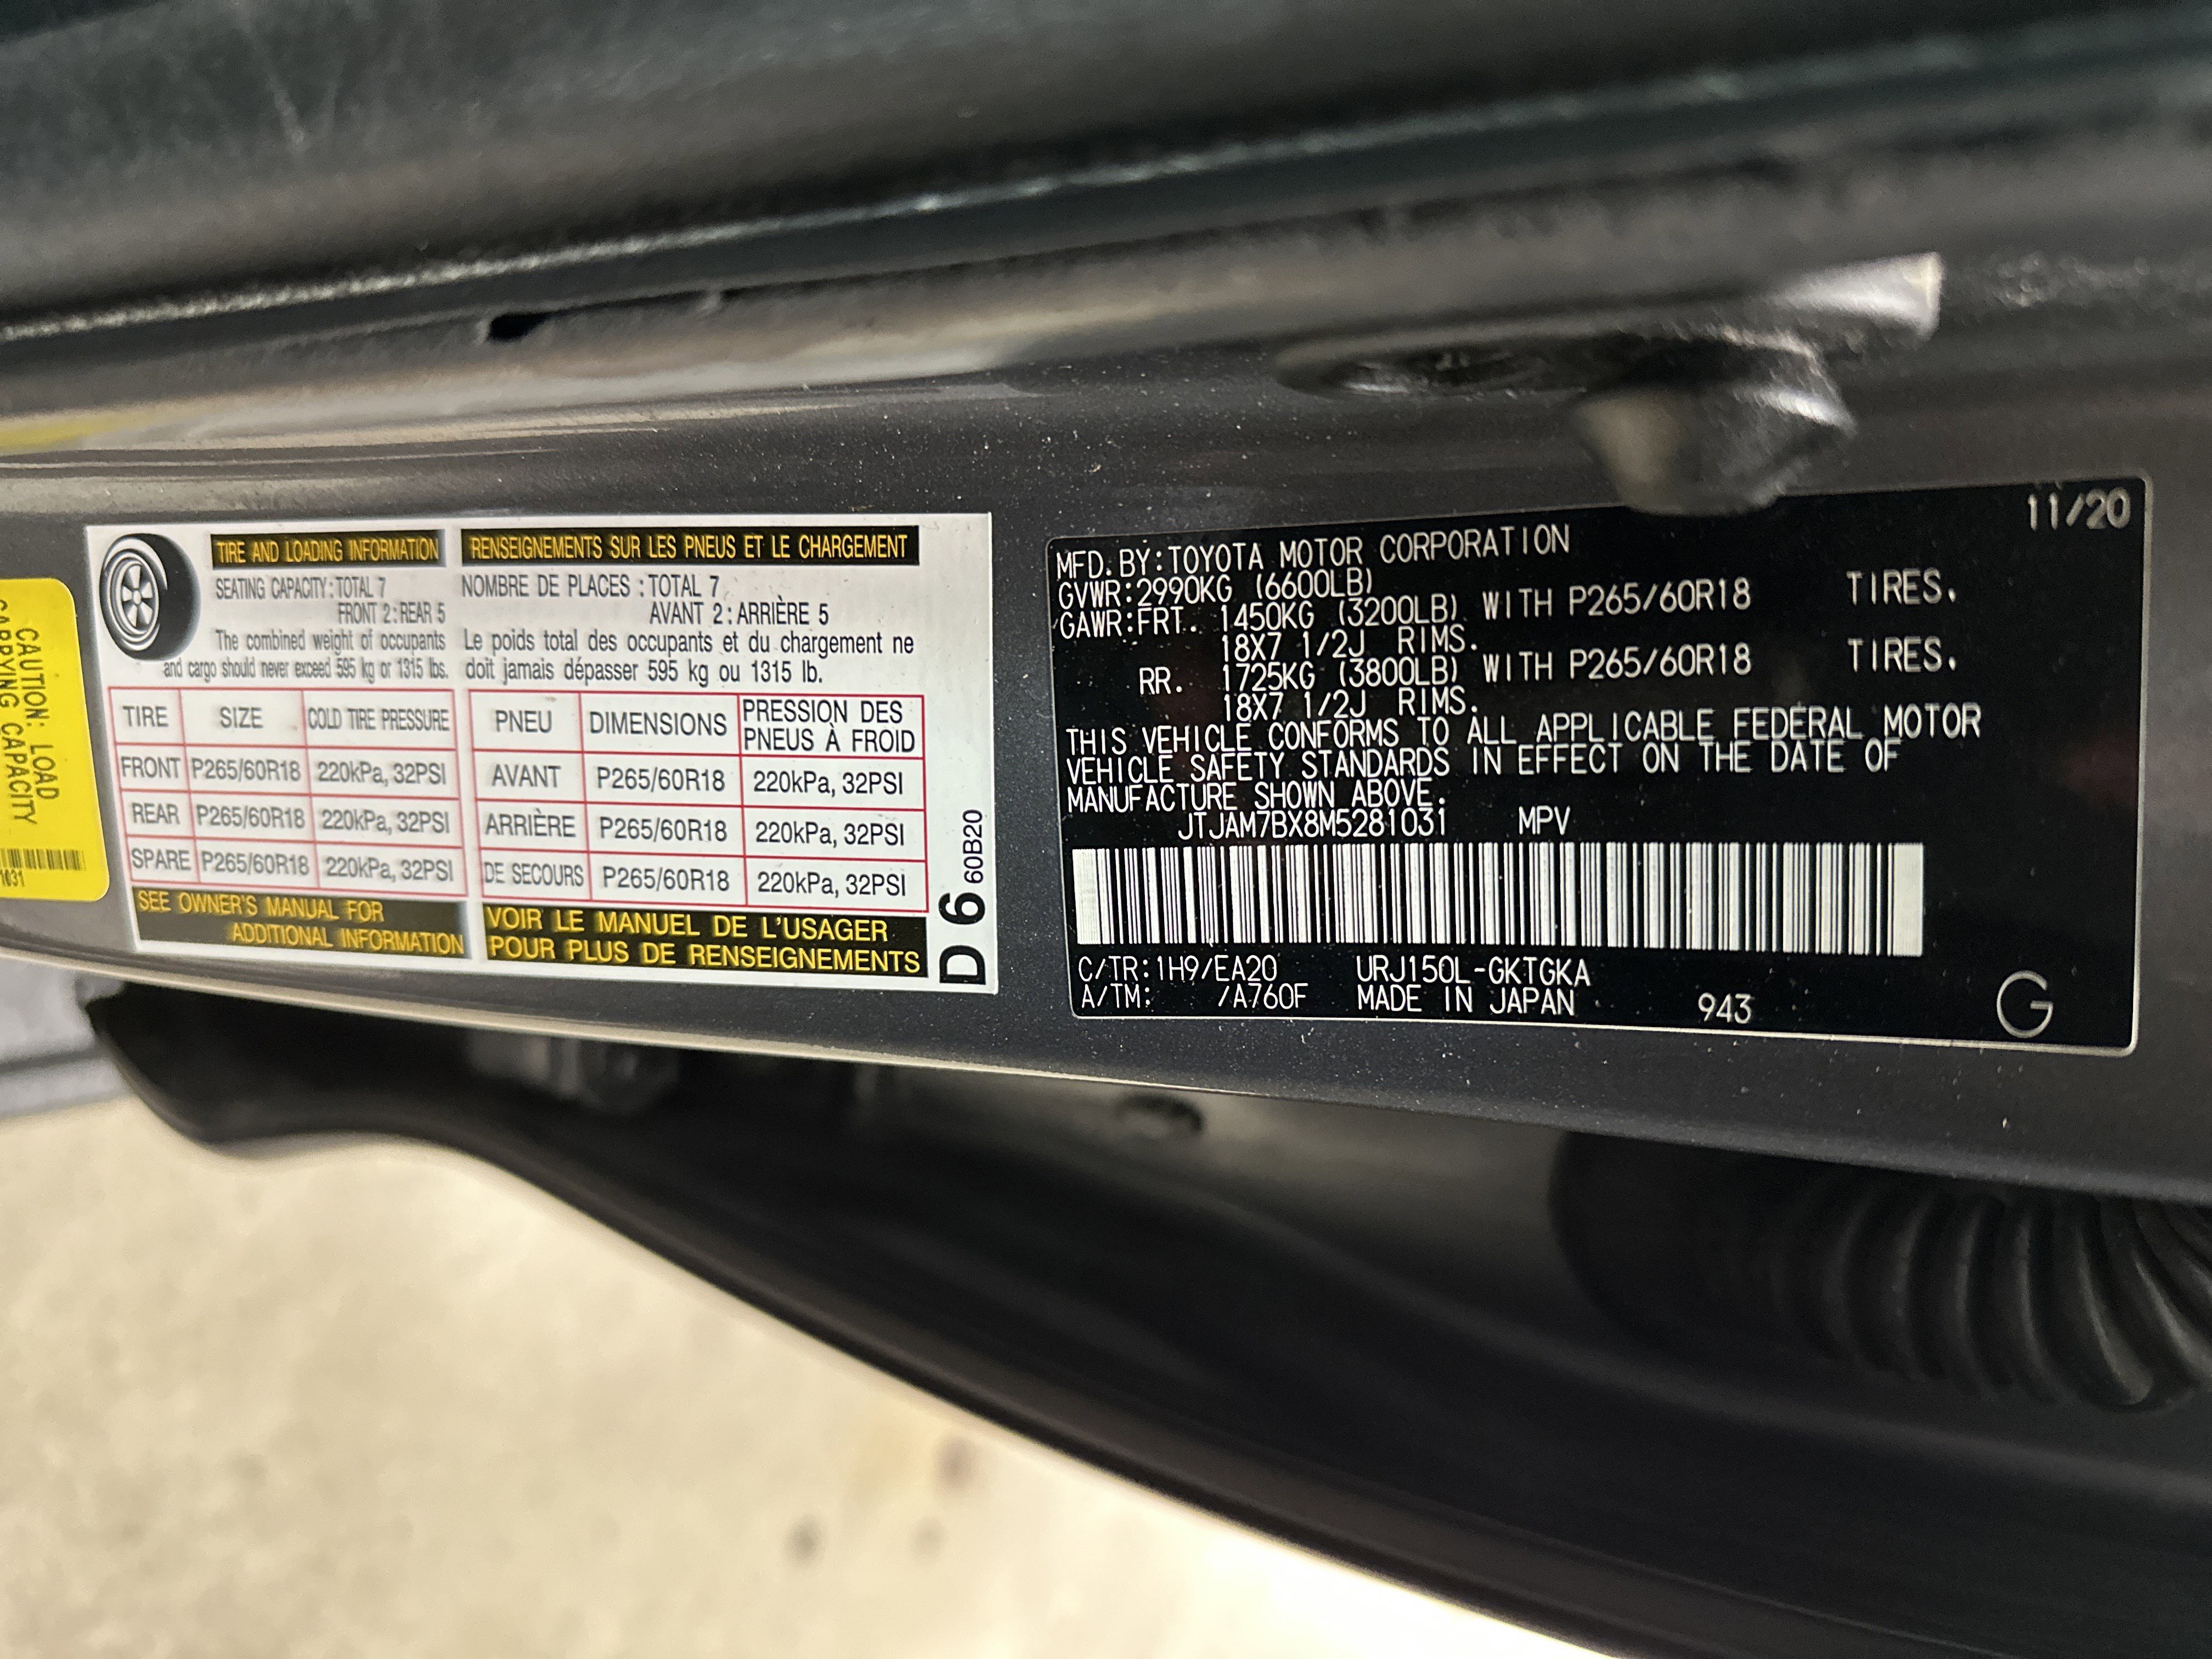 CAUTION: LOAD
CARRYING CAPACITY
1031
TIRE AND LOADING INFORMATION
SEATING CAPACITY: TOTAL 7
FRONT 2: REAR 5
The combined weight of occupants
and cargo should never exceed 595 kg or 1315 lbs.
TIRE SIZE COLD TIRE PRESSURE
FRONT P265/60R18 220kPa, 32PSI
REAR P265/60R18 220kPa, 32PSI
SPARE P265/60R18 220kPa, 32PSI
SEE OWNER'S MANUAL FOR
ADDITIONAL INFORMATION
RENSEIGNEMENTS SUR LES PNEUS ET LE CHARGEMENT
NOMBRE DE PLACES : TOTAL 7
AVANT 2: ARRIÈRE 5
Le poids total des occupants et du chargement ne
doit jamais dépasser 595 kg ou 1315 lb.
PNEU DIMENSIONS PRESSION DES
PNEUS À FROID
AVANT P265/60R18 220kPa, 32PSI
ARRIÈRE P265/60R18 220kPa, 32PSI
DE SECOURS P265/60R18 220kPa, 32PSI
VOIR LE MANUEL DE L'USAGER
POUR PLUS DE RENSEIGNEMENTS
D 6 60B20
11/20
MFD. BY: TOYOTA MOTOR CORPORATION
GVWR: 2990KG (6600LB)
GAWR: FRT. 1450KG (3200LB) WITH P265/60R18 TIRES.
18X7 1/2J RIMS.
RR. 1725KG (3800LB) WITH P265/60R18 TIRES.
18X7 1/2J RIMS.
THIS VEHICLE CONFORMS TO ALL APPLICABLE FEDERAL MOTOR
VEHICLE SAFETY STANDARDS IN EFFECT ON THE DATE OF
MANUFACTURE SHOWN ABOVE.
JTJAM7BX8M5281031 MPV
C/TR: 1H9/EA20 URJ150L-GKTGKA
A/TM: /A760F MADE IN JAPAN 943
G